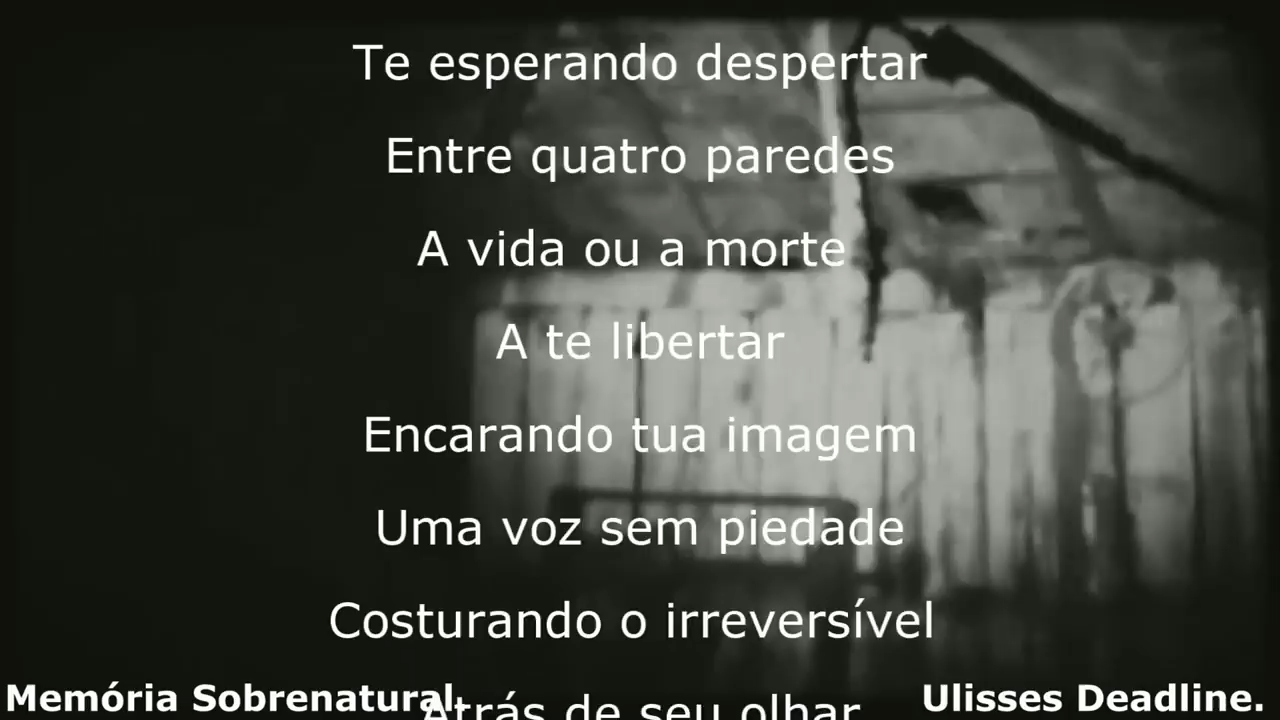 Te esperando despertar
Entre quatro paredes
A vida ou a morte
A te libertar
Encarando tua imagem
Uma voz sem piedade
Costurando o irreversível
Atrás de seu olhar
Memória Sobrenatural.
Ulisses Deadline.